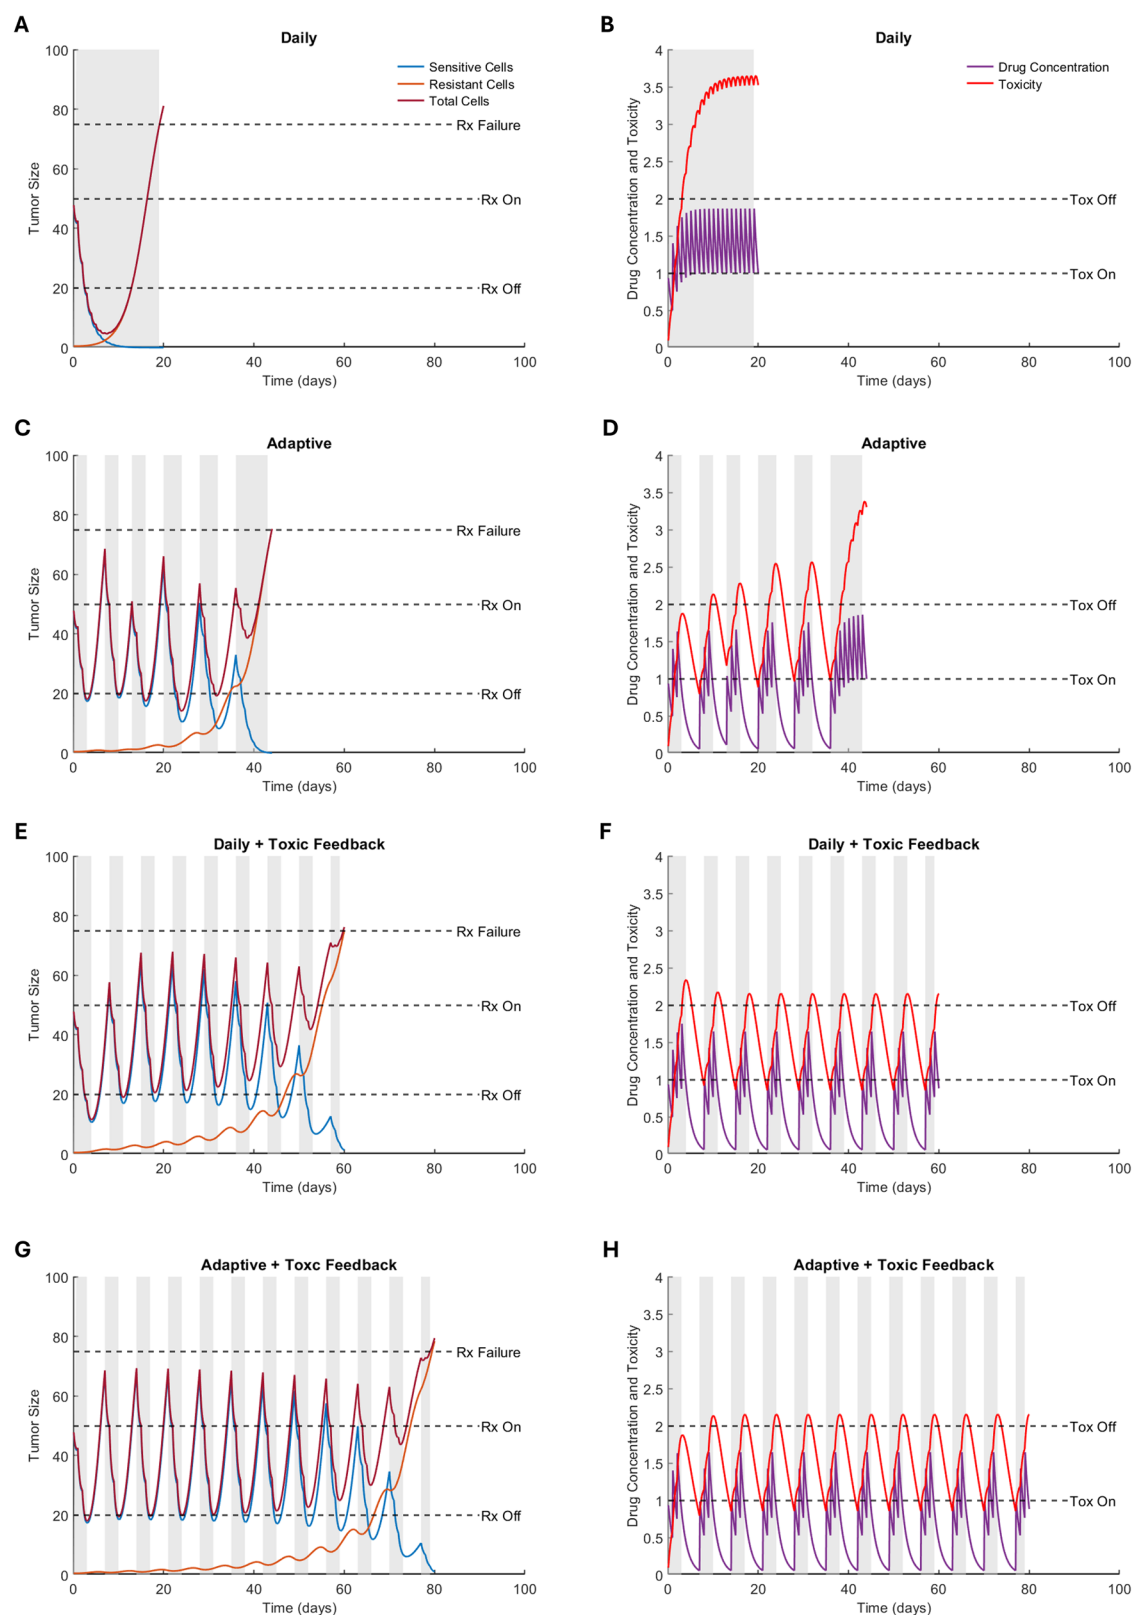 A
Daily
100
80
60
40
20
0
Tumor Size
Sensitive Cells
Resistant Cells
Total Cells
Rx Failure
Rx On
Rx Off
0 20 40 60 80 100
Time (days)
B
Daily
4
3.5
3
2.5
2
1.5
1
0.5
0
Drug Concentration and Toxicity
Drug Concentration
Toxicity
Tox Off
Tox On
0 20 40 60 80 100
Time (days)
C
Adaptive
100
80
60
40
20
0
Tumor Size
Rx Failure
Rx On
Rx Off
0 20 40 60 80 100
Time (days)
D
Adaptive
4
3.5
3
2.5
2
1.5
1
0.5
0
Drug Concentration and Toxicity
Tox Off
Tox On
0 20 40 60 80 100
Time (days)
E
Daily + Toxic Feedback
100
80
60
40
20
0
Tumor Size
Rx Failure
Rx On
Rx Off
0 20 40 60 80 100
Time (days)
F
Daily + Toxic Feedback
4
3.5
3
2.5
2
1.5
1
0.5
0
Drug Concentration and Toxicity
Tox Off
Tox On
0 20 40 60 80 100
Time (days)
G
Adaptive + Toxc Feedback
100
80
60
40
20
0
Tumor Size
Rx Failure
Rx On
Rx Off
0 20 40 60 80 100
Time (days)
H
Adaptive + Toxic Feedback
4
3.5
3
2.5
2
1.5
1
0.5
0
Drug Concentration and Toxicity
Tox Off
Tox On
0 20 40 60 80 100
Time (days)